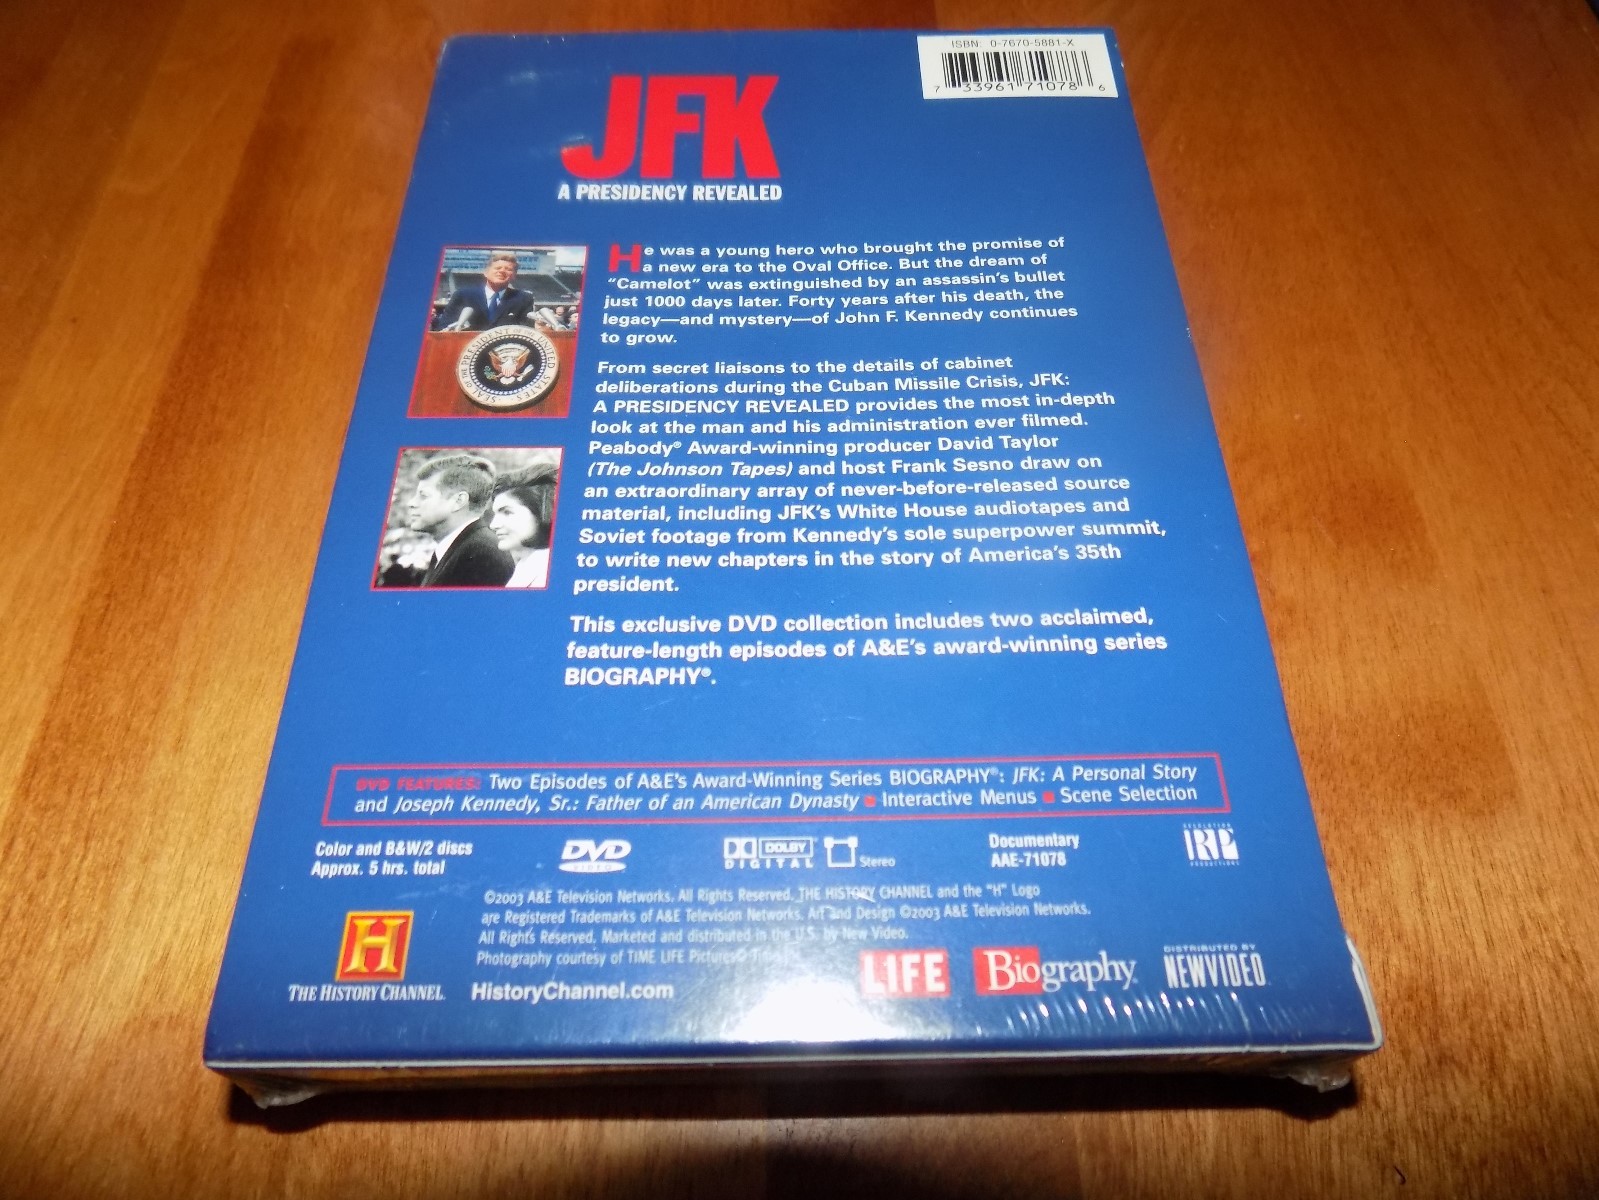 ISBN: 0-7670-5881-X
7 33961 71078 6
JFK
A PRESIDENCY REVEALED
He was a young hero who brought the promise of
a new era to the Oval Office. But the dream of
“Camelot” was extinguished by an assassin’s bullet
just 1000 days later. Forty years after his death, the
legacy—and mystery—of John F. Kennedy continues
to grow.
SEAL OF THE PRESIDENT OF THE UNITED STATES
From secret liaisons to the details of cabinet
deliberations during the Cuban Missile Crisis, JFK:
A PRESIDENCY REVEALED provides the most in-depth
look at the man and his administration ever filmed.
Peabody® Award-winning producer David Taylor
(The Johnson Tapes) and host Frank Sesno draw on
an extraordinary array of never-before-released source
material, including JFK’s White House audiotapes and
Soviet footage from Kennedy’s sole superpower summit,
to write new chapters in the story of America’s 35th
president.
This exclusive DVD collection includes two acclaimed,
feature-length episodes of A&E’s award-winning series
BIOGRAPHY®.
DVD FEATURES: Two Episodes of A&E’s Award-Winning Series BIOGRAPHY®: JFK: A Personal Story
and Joseph Kennedy, Sr.: Father of an American Dynasty ■ Interactive Menus ■ Scene Selection
Color and B&W/2 discs
Approx. 5 hrs. total
DVD
VIDEO
DOLBY
DIGITAL
Stereo
Documentary
AAE-71078
RESOLUTION
RP
PRODUCTIONS
©2003 A&E Television Networks. All Rights Reserved. THE HISTORY CHANNEL and the “H” Logo
are Registered Trademarks of A&E Television Networks. Art and Design ©2003 A&E Television Networks.
All Rights Reserved. Marketed and distributed in the U.S. by New Video.
Photography courtesy of TIME LIFE Pictures©
H
THE HISTORY CHANNEL.
HistoryChannel.com
LIFE
Biography®
DISTRIBUTED BY
NEWVIDEO